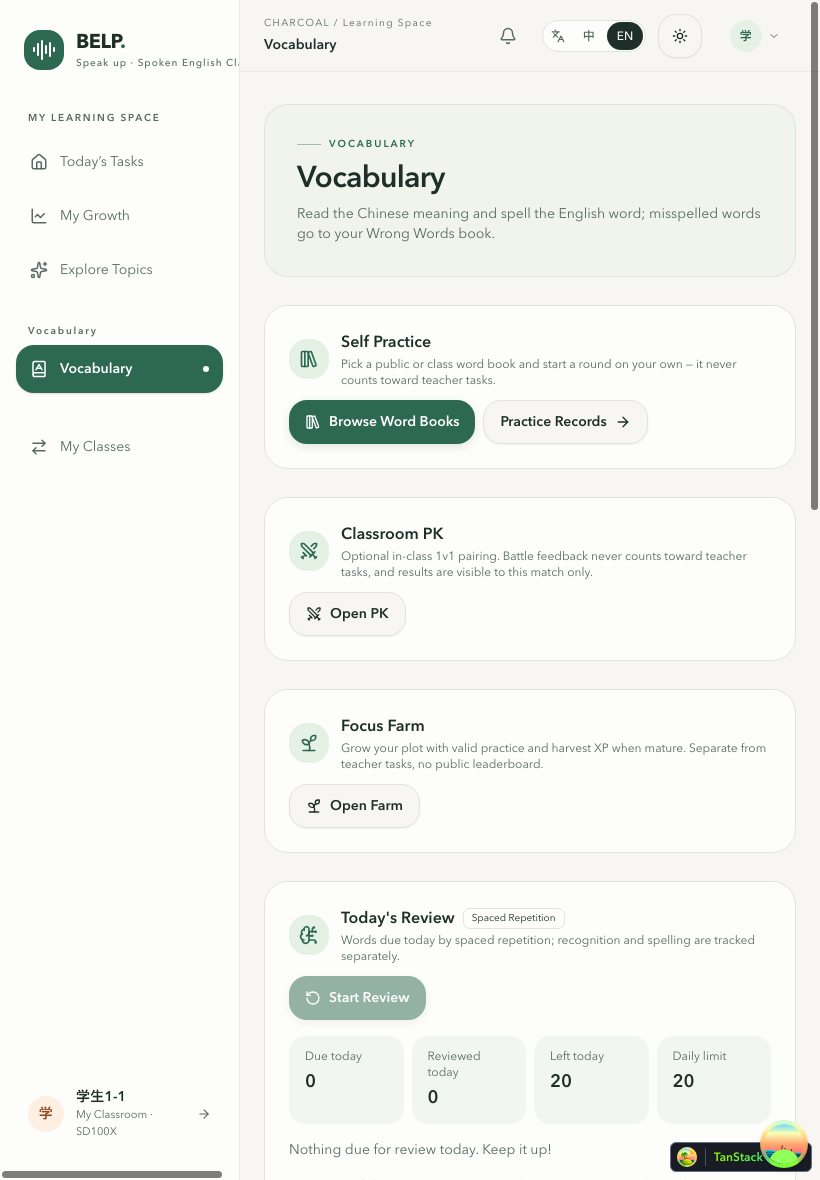 BELP.
Speak up · Spoken English Cl
MY LEARNING SPACE
Today's Tasks
My Growth
Explore Topics
Vocabulary
Vocabulary
My Classes
学
学生1-1
My Classroom ·
SD100X
CHARCOAL / Learning Space
Vocabulary
中
EN
学
VOCABULARY
Vocabulary
Read the Chinese meaning and spell the English word; misspelled words
go to your Wrong Words book.
Self Practice
Pick a public or class word book and start a round on your own – it never
counts toward teacher tasks.
Browse Word Books
Practice Records
Classroom PK
Optional in-class 1v1 pairing. Battle feedback never counts toward teacher
tasks, and results are visible to this match only.
Open PK
Focus Farm
Grow your plot with valid practice and harvest XP when mature. Separate from
teacher tasks, no public leaderboard.
Open Farm
Today's Review
Spaced Repetition
Words due today by spaced repetition; recognition and spelling are tracked
separately.
Start Review
Due today
0
Reviewed
today
0
Left today
20
Daily limit
20
Nothing due for review today. Keep it up!
TanStack